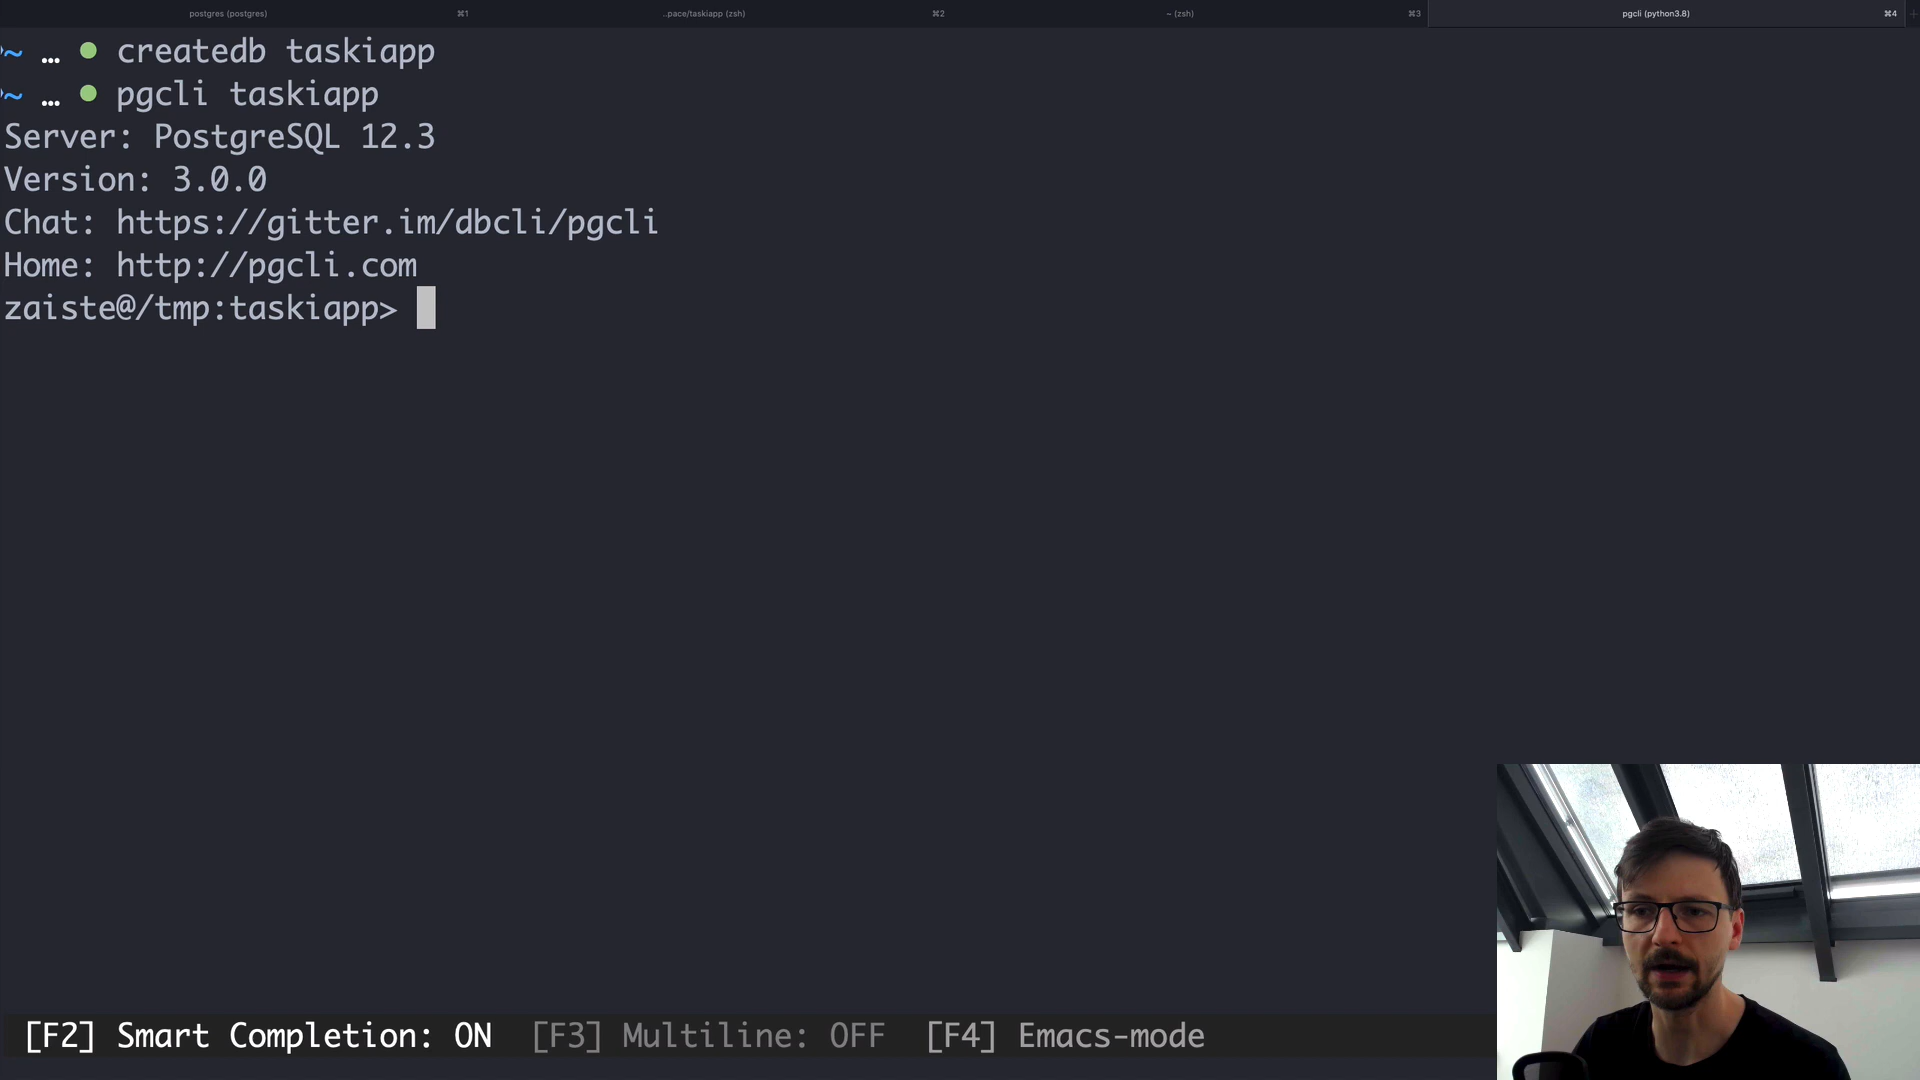 postgres (postgres) ⌘1 ..pace/taskiapp (zsh) ⌘2 ~ (zsh) ⌘3 pgcli (python3.8) ⌘4 +
~ … ● createdb taskiapp
~ … ● pgcli taskiapp
Server: PostgreSQL 12.3
Version: 3.0.0
Chat: https://gitter.im/dbcli/pgcli
Home: http://pgcli.com
zaiste@/tmp:taskiapp>
[F2] Smart Completion: ON [F3] Multiline: OFF [F4] Emacs-mode